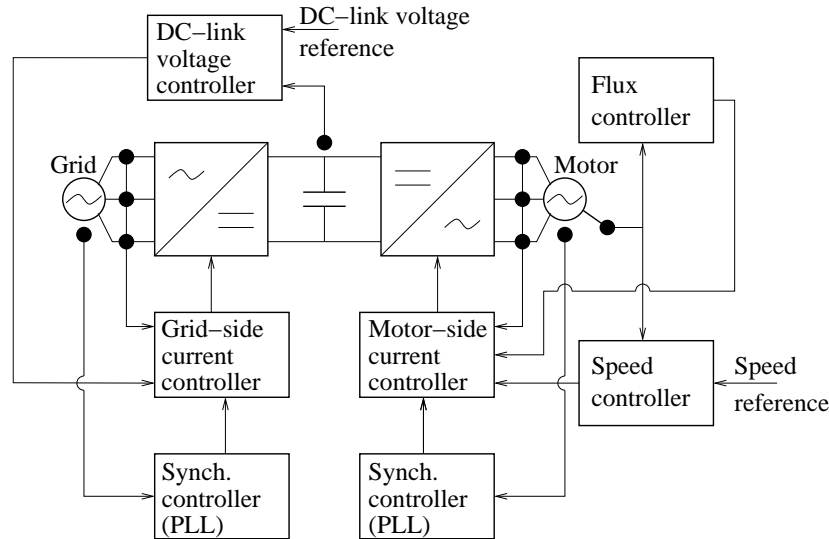 DC−link
voltage
controller
DC−link voltage
reference
Flux
controller
Grid
Motor
Grid−side
current
controller
Motor−side
current
controller
Speed
controller
Speed
reference
Synch.
controller
(PLL)
Synch.
controller
(PLL)